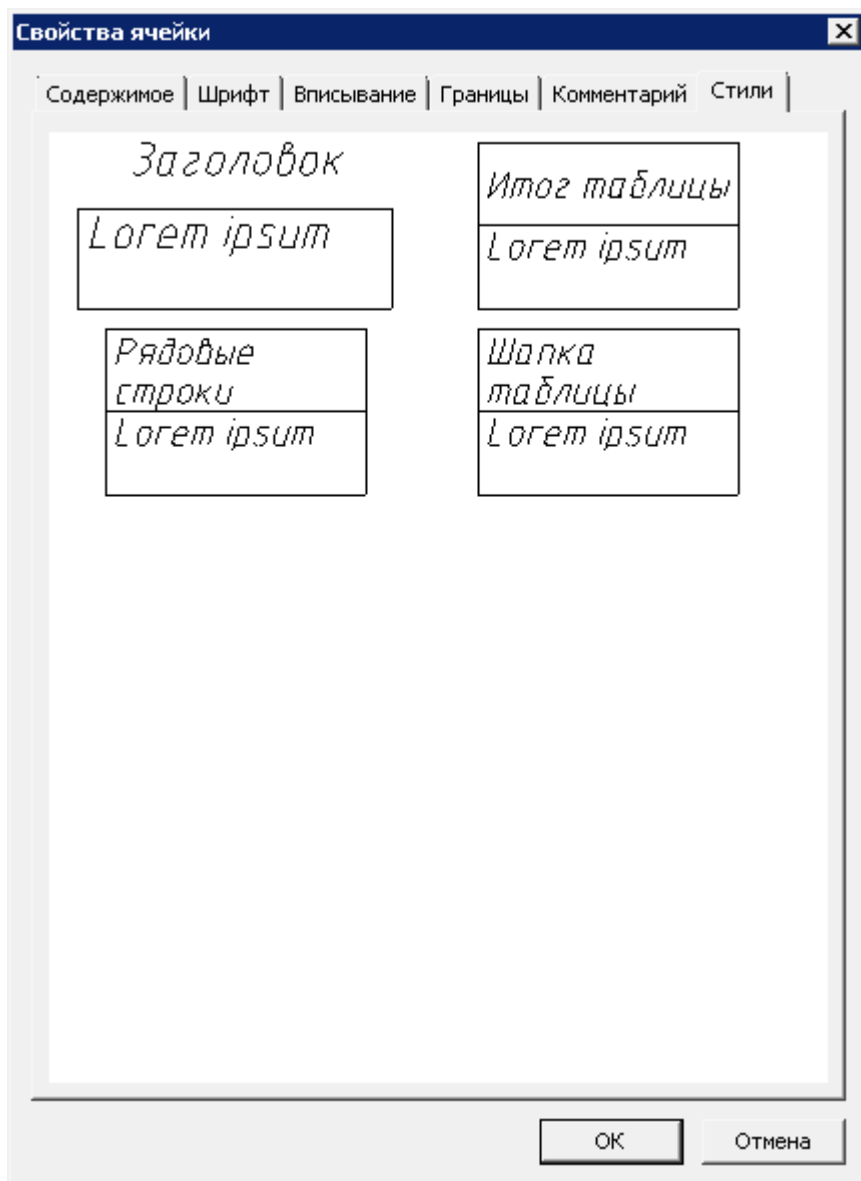 Свойства ячейки
Содержимое Шрифт Вписывание Границы Комментарий Стили
Заголовок
Lorem ipsum
Итог таблицы
Lorem ipsum
Рядовые
строки
Lorem ipsum
Шапка
таблицы
Lorem ipsum
ОК Отмена